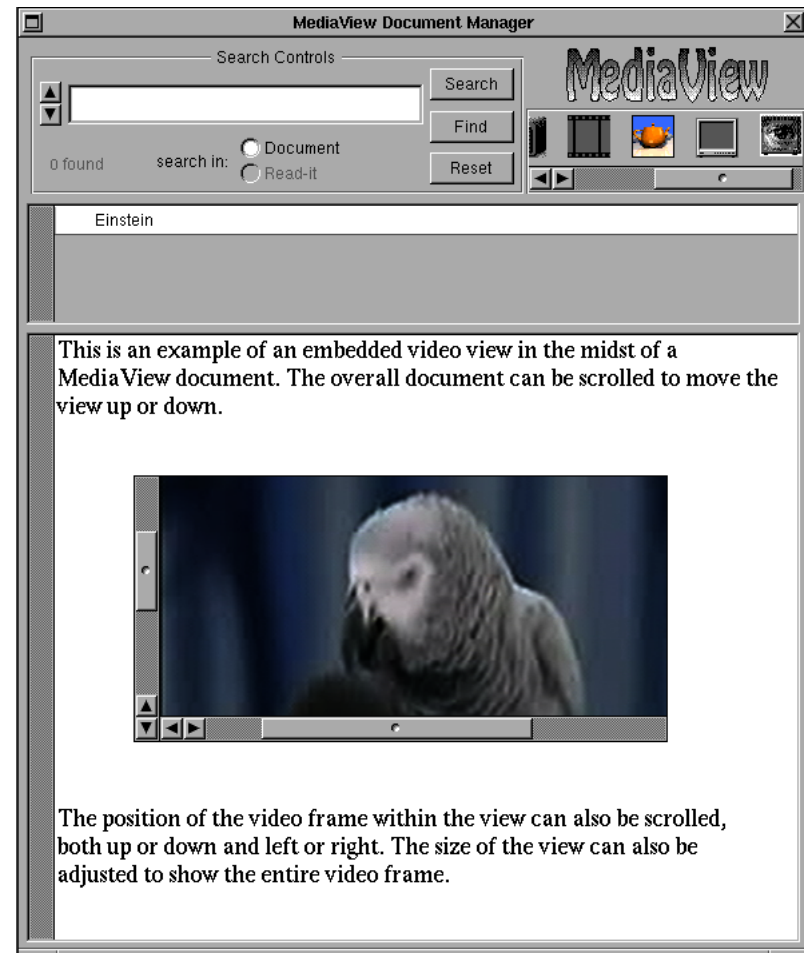 MediaView Document Manager
Search Controls
MediaView
Search
Find
0 found
search in:
Document
Read-it
Reset
Einstein
This is an example of an embedded video view in the midst of a
MediaView document. The overall document can be scrolled to move the
view up or down.
The position of the video frame within the view can also be scrolled,
both up or down and left or right. The size of the view can also be
adjusted to show the entire video frame.